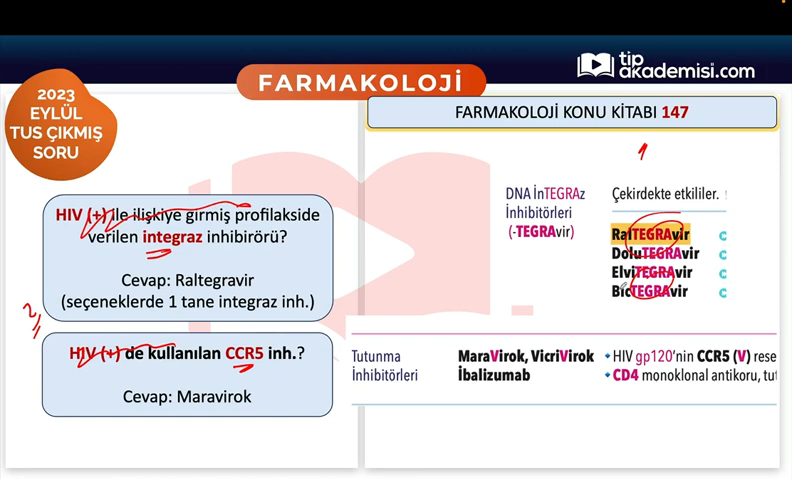 tıp
akademisi.com
FARMAKOLOJİ
2023
EYLÜL
TUS ÇIKMIŞ
SORU
HIV (+) ile ilişkiye girmiş profilakside
verilen integraz inhibirörü?
Cevap: Raltegravir
(seçeneklerde 1 tane integraz inh.)
2
HIV (+) de kullanılan CCR5 inh.?
Cevap: Maravirok
FARMAKOLOJİ KONU KİTABI 147
1
DNA İnTEGRAz
İnhibitörleri
(-TEGRAvir)
Çekirdekte etkililer.
RalTEGRAvir
DoluTEGRAvir
ElviTEGRAvir
BicTEGRAvir
Tutunma
İnhibitörleri
MaraVirok, VicriVirok
İbalizumab
• HIV gp120'nin CCR5 (V) rese
• CD4 monoklonal antikoru, tut